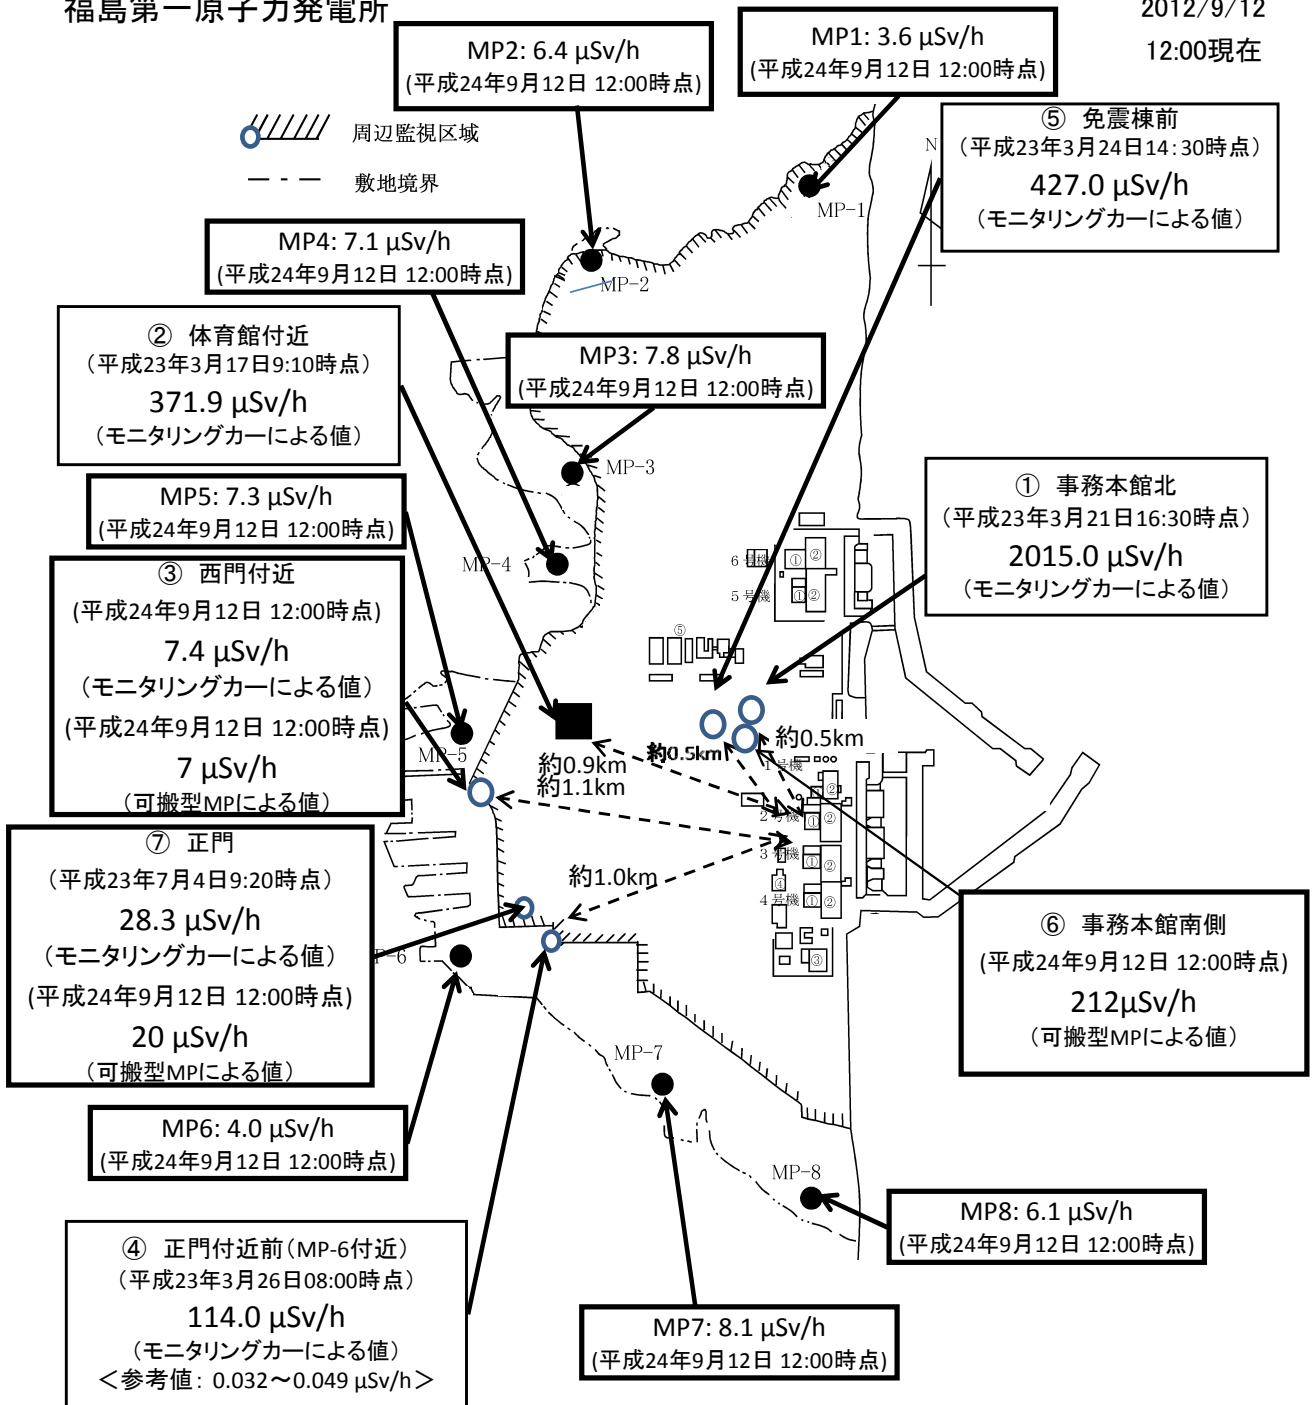 福島第一原子力発電所
2012/9/12
12:00現在
MP2: 6.4 μSv/h
(平成24年9月12日 12:00時点)
MP1: 3.6 μSv/h
(平成24年9月12日 12:00時点)
周辺監視区域
敷地境界
⑤ 免震棟前
(平成23年3月24日14:30時点)
427.0 μSv/h
(モニタリングカーによる値)
N
MP-1
MP4: 7.1 μSv/h
(平成24年9月12日 12:00時点)
MP-2
② 体育館付近
(平成23年3月17日9:10時点)
371.9 μSv/h
(モニタリングカーによる値)
MP3: 7.8 μSv/h
(平成24年9月12日 12:00時点)
MP-3
MP5: 7.3 μSv/h
(平成24年9月12日 12:00時点)
① 事務本館北
(平成23年3月21日16:30時点)
2015.0 μSv/h
(モニタリングカーによる値)
MP-4
6号機
①
②
5号機
①
②
③ 西門付近
(平成24年9月12日 12:00時点)
7.4 μSv/h
(モニタリングカーによる値)
(平成24年9月12日 12:00時点)
7 μSv/h
(可搬型MPによる値)
⑤
MP-5
約0.9km
約1.1km
約0.5km
約0.5km
1号機
②
2号機
①
②
3号機
①
②
④
4号機
①
②
③
約1.0km
⑦ 正門
(平成23年7月4日9:20時点)
28.3 μSv/h
(モニタリングカーによる値)
(平成24年9月12日 12:00時点)
20 μSv/h
(可搬型MPによる値)
P-6
⑥ 事務本館南側
(平成24年9月12日 12:00時点)
212μSv/h
(可搬型MPによる値)
MP-7
MP6: 4.0 μSv/h
(平成24年9月12日 12:00時点)
MP-8
MP8: 6.1 μSv/h
(平成24年9月12日 12:00時点)
④ 正門付近前(MP-6付近)
(平成23年3月26日08:00時点)
114.0 μSv/h
(モニタリングカーによる値)
<参考値: 0.032~0.049 μSv/h>
MP7: 8.1 μSv/h
(平成24年9月12日 12:00時点)